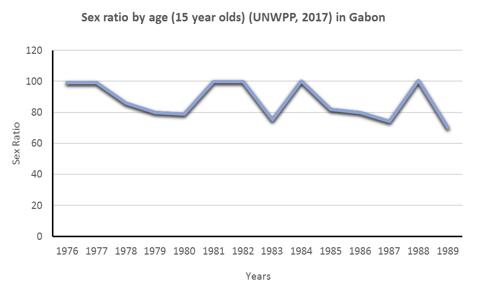 Sex ratio by age (15 year olds) (UNWPP, 2017) in Gabon
120
100
80
60
40
20
0
Sex Ratio
1976 1977 1978 1979 1980 1981 1982 1983 1984 1985 1986 1987 1988 1989
Years